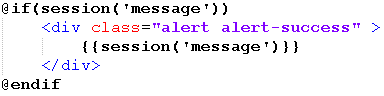 @if(session('message'))
    <div class="alert alert-success" >
        {{session('message')}}
    </div>
@endif